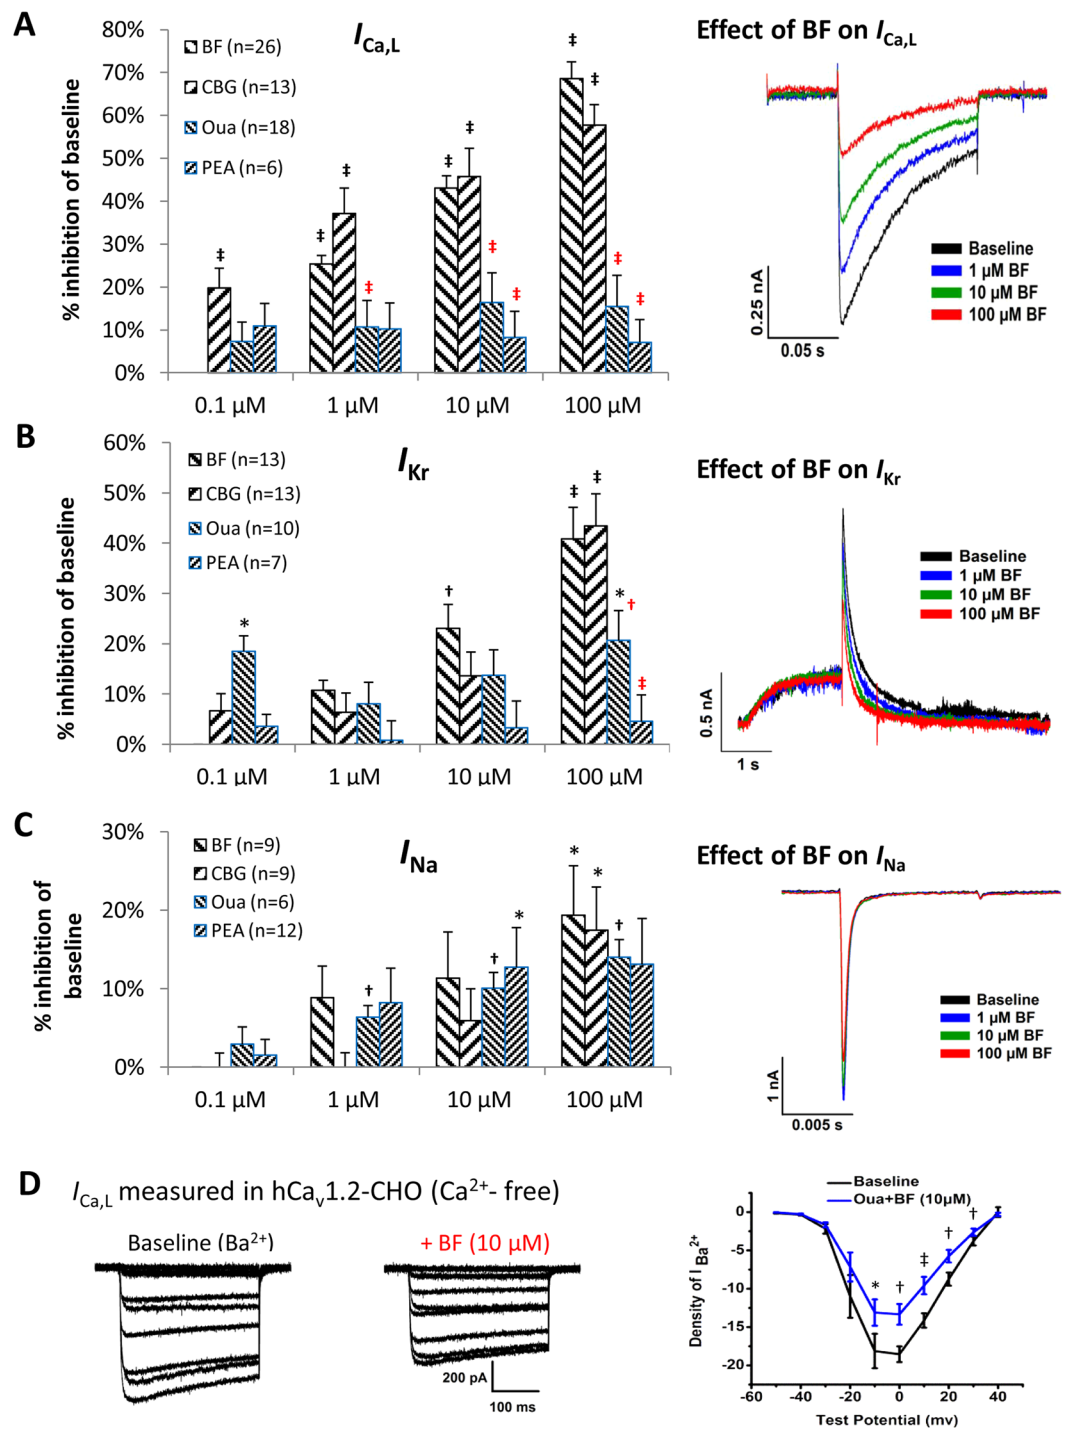 A
I Ca,L
80%
70%
60%
50%
40%
30%
20%
10%
0%
% inhibition of baseline
BF (n=26)
CBG (n=13)
Oua (n=18)
PEA (n=6)
‡
‡
‡
‡
‡
‡
‡
‡
‡
‡
‡
‡
0.1 µM
1 µM
10 µM
100 µM
Effect of BF on I Ca,L
Baseline
1 µM BF
10 µM BF
100 µM BF
0.25 nA
0.05 s
B
I Kr
60%
50%
40%
30%
20%
10%
0%
% inhibition of baseline
BF (n=13)
CBG (n=13)
Oua (n=10)
PEA (n=7)
*
†
‡
‡
*
†
‡
0.1 µM
1 µM
10 µM
100 µM
Effect of BF on I Kr
Baseline
1 µM BF
10 µM BF
100 µM BF
0.5 nA
1 s
C
I Na
30%
20%
10%
0%
% inhibition of
baseline
BF (n=9)
CBG (n=9)
Oua (n=6)
PEA (n=12)
†
†
*
*
*
†
0.1 µM
1 µM
10 µM
100 µM
Effect of BF on I Na
Baseline
1 µM BF
10 µM BF
100 µM BF
1 nA
0.005 s
D
I Ca,L measured in hCav1.2-CHO (Ca2+- free)
Baseline (Ba2+)
+ BF (10 µM)
200 pA
100 ms
Baseline
Oua+BF (10µM)
0
-5
-10
-15
-20
Density of I Ba2+
*
†
‡
†
†
-60
-40
-20
0
20
40
Test Potential (mv)